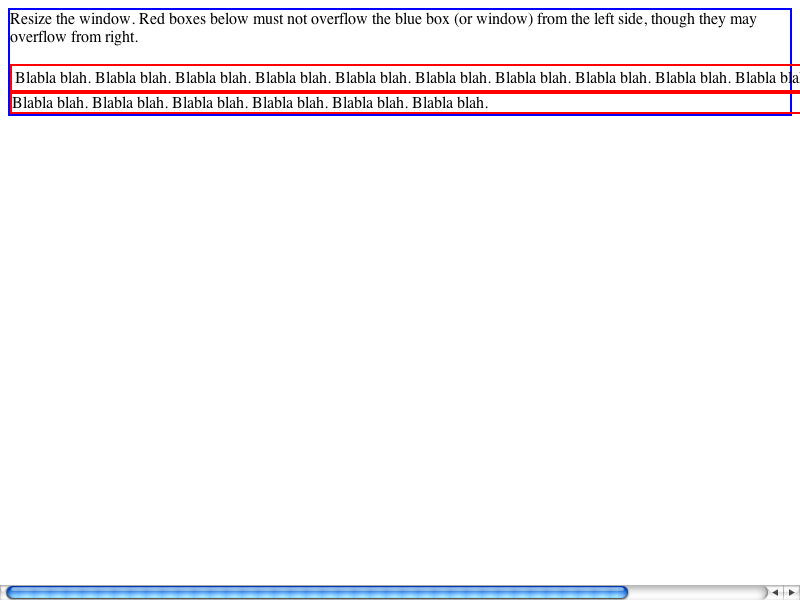 Resize the window. Red boxes below must not overflow the blue box (or window) from the left side, though they may
overflow from right.
Blabla blah. Blabla blah. Blabla blah. Blabla blah. Blabla blah. Blabla blah. Blabla blah. Blabla blah. Blabla blah. Blabla bla
Blabla blah. Blabla blah. Blabla blah. Blabla blah. Blabla blah. Blabla blah.